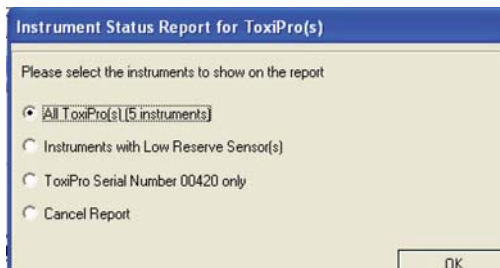 Instrument Status Report for ToxiPro(s)
Please select the instruments to show on the report
All ToxiPro(s) (5 instruments)
Instruments with Low Reserve Sensor(s)
ToxiPro Serial Number 00420 only
Cancel Report
OK